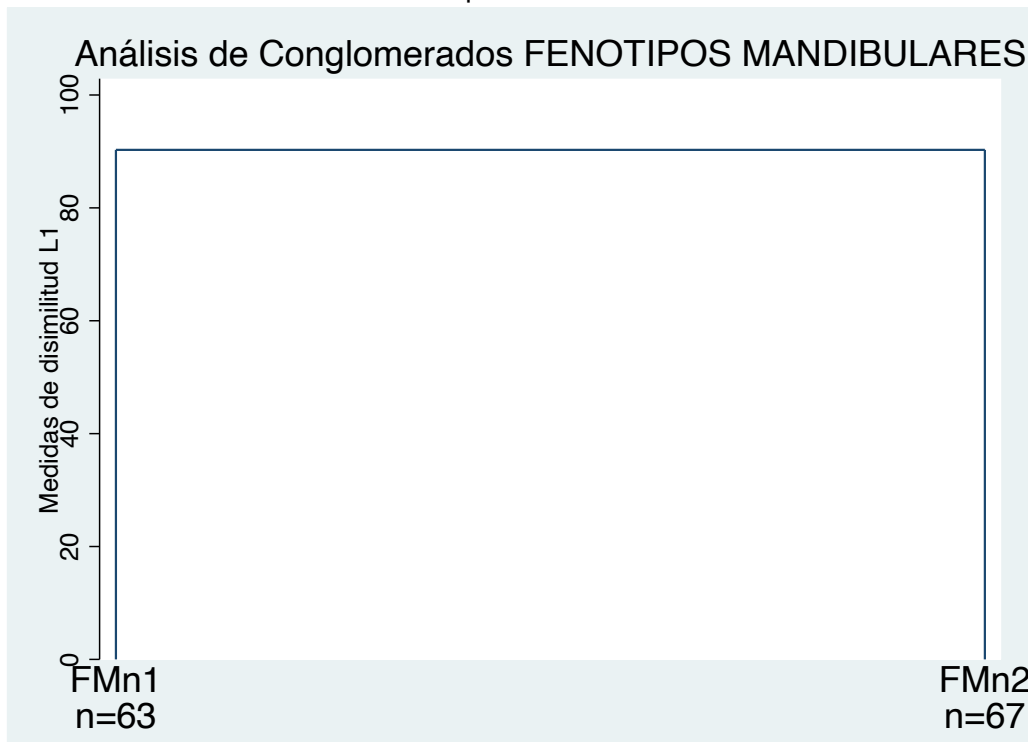 Análisis de Conglomerados FENOTIPOS MANDIBULARES
Medidas de disimilitud L1
100
80
60
40
20
0
FMn1
n=63
FMn2
n=67